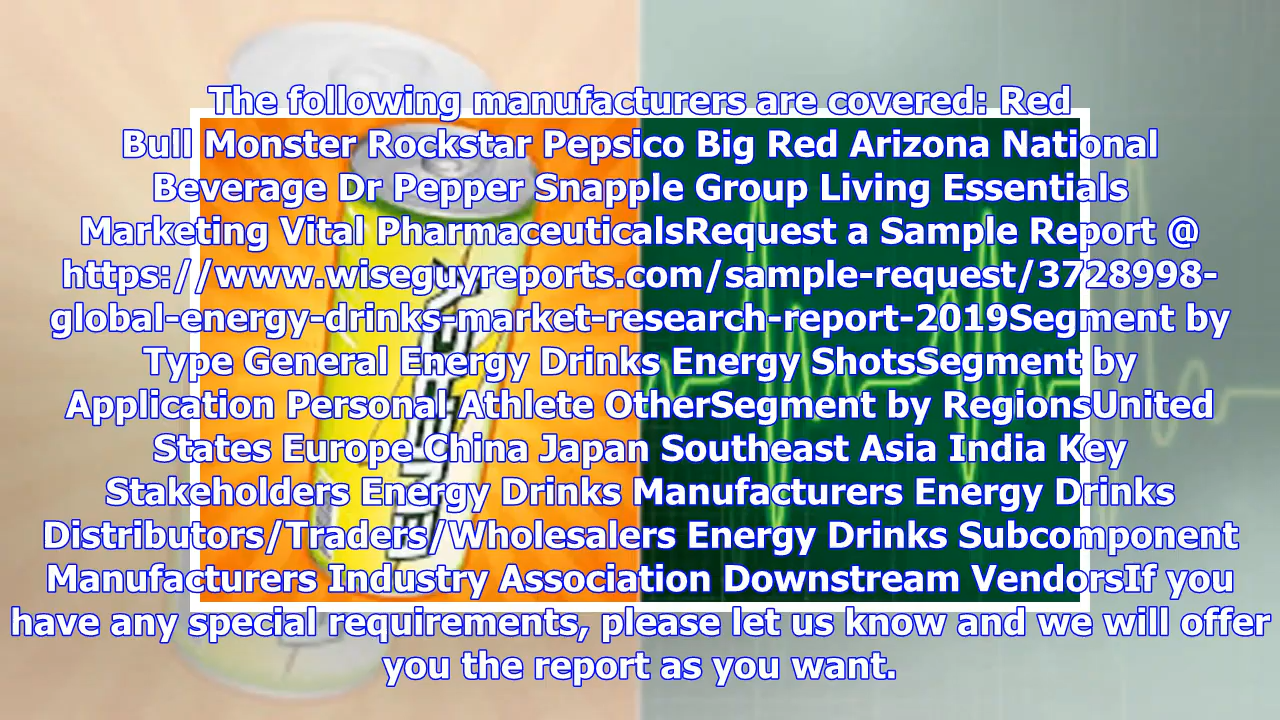 The following manufacturers are covered: Red
Bull Monster Rockstar Pepsico Big Red Arizona National
Beverage Dr Pepper Snapple Group Living Essentials
Marketing Vital PharmaceuticalsRequest a Sample Report @
https://www.wiseguyreports.com/sample-request/3728998-
global-energy-drinks-market-research-report-2019Segment by
Type General Energy Drinks Energy ShotsSegment by
Application Personal Athlete OtherSegment by RegionsUnited
States Europe China Japan Southeast Asia India Key
Stakeholders Energy Drinks Manufacturers Energy Drinks
Distributors/Traders/Wholesalers Energy Drinks Subcomponent
Manufacturers Industry Association Downstream VendorsIf you
have any special requirements, please let us know and we will offer
you the report as you want.